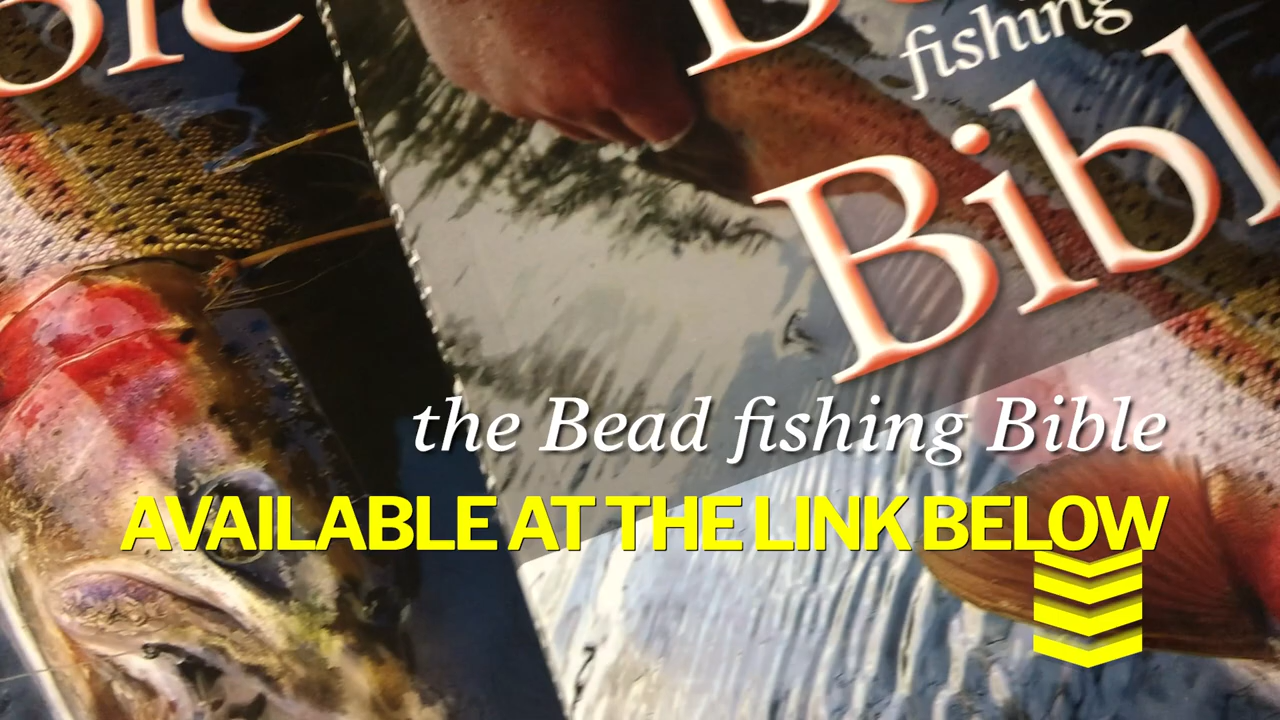 fishing
Bibl
the Bead fishing Bible
AVAILABLE AT THE LINK BELOW